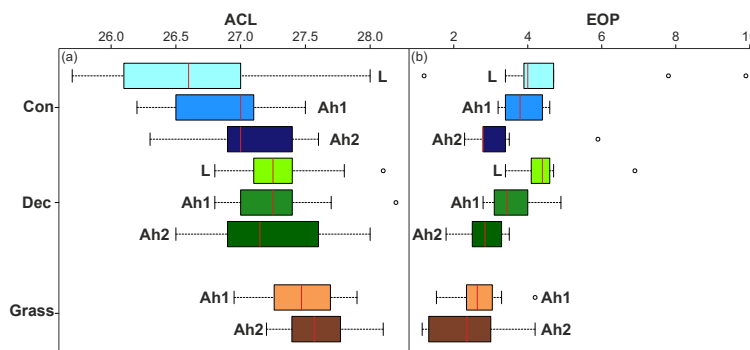 ACL EOP
26.0 26.5 27.0 27.5 28.0 2 4 6 8 10
(a) (b)
L L
Con Ah1 Ah1
Ah2 Ah2
L L
Dec Ah1 Ah1
Ah2 Ah2
Ah1 Ah1
Grass
Ah2 Ah2